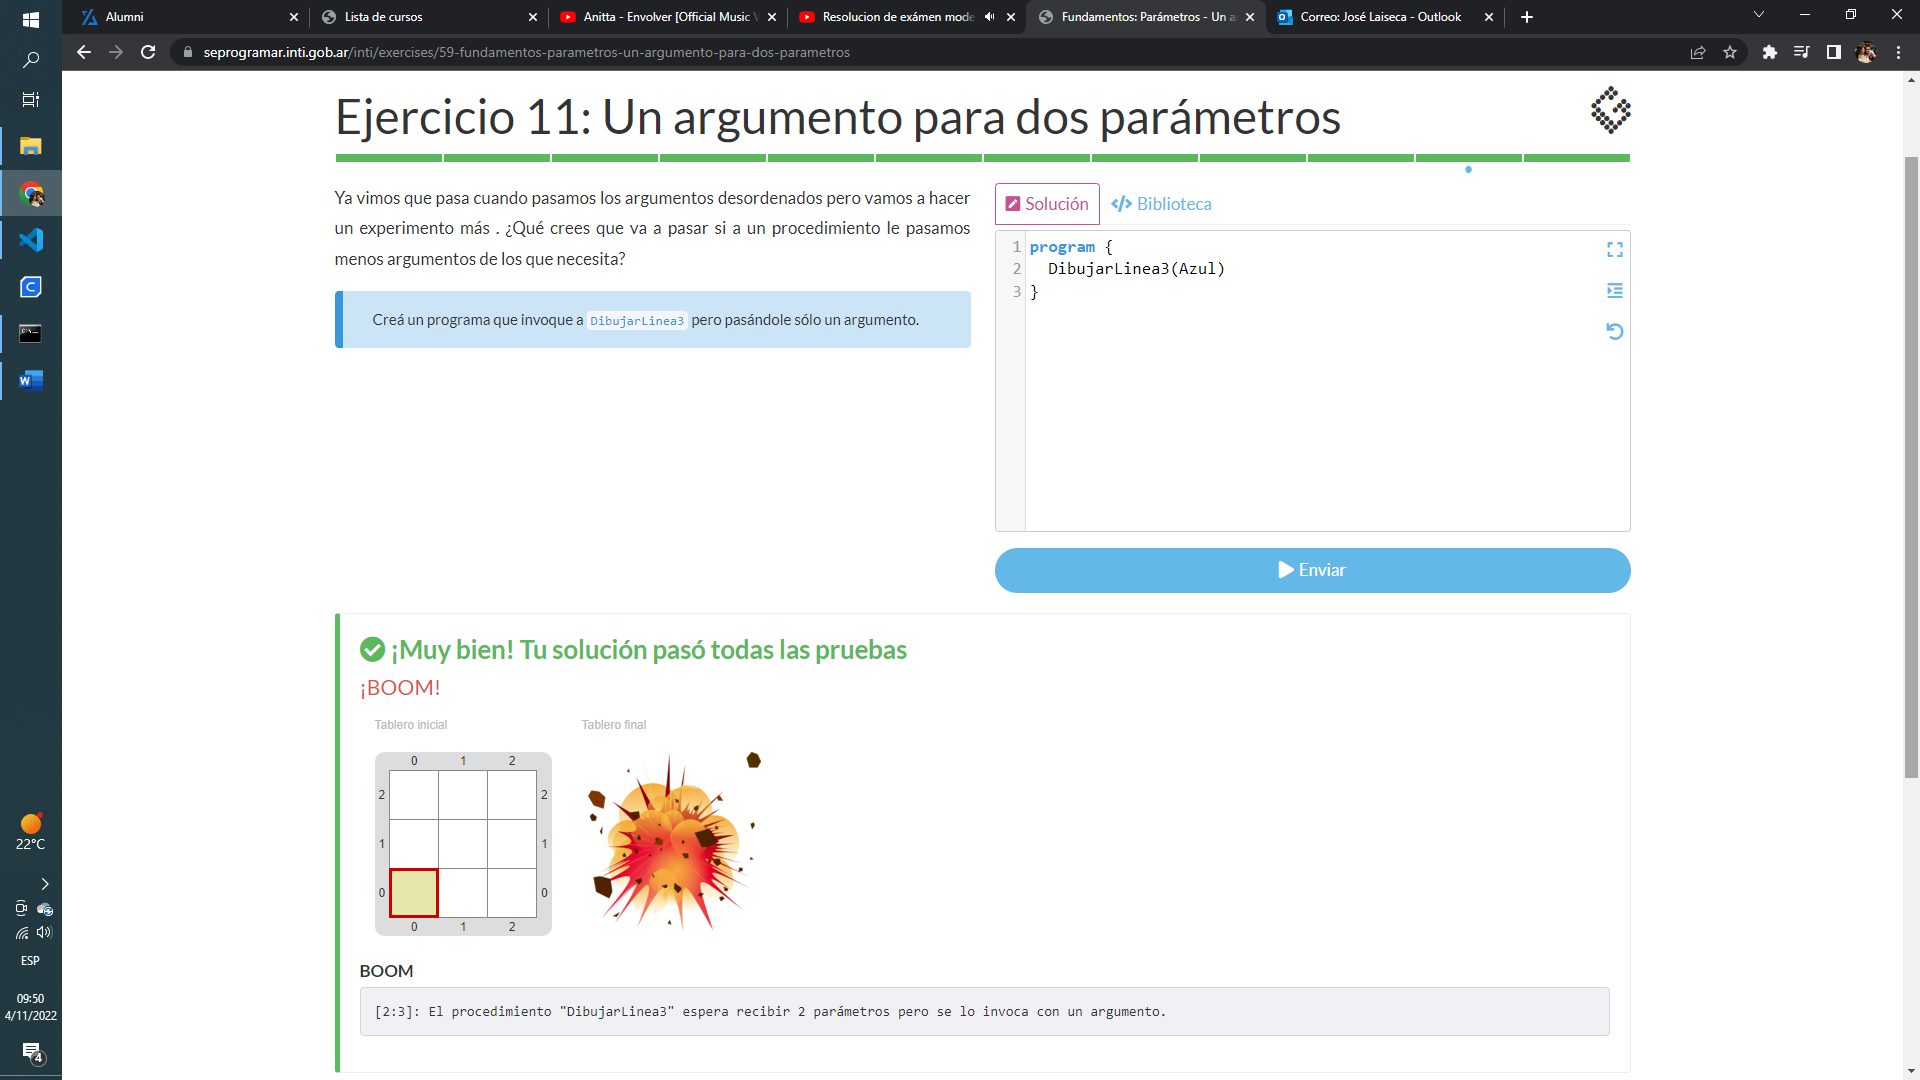 Alumni
Lista de cursos
Anitta - Envolver [Official Music V
Resolucion de exámen mode
Fundamentos: Parámetros - Un a
Correo: José Laiseca - Outlook
seprogramar.inti.gob.ar/inti/exercises/59-fundamentos-parametros-un-argumento-para-dos-parametros
Ejercicio 11: Un argumento para dos parámetros
Ya vimos que pasa cuando pasamos los argumentos desordenados pero vamos a hacer
un experimento más . ¿Qué crees que va a pasar si a un procedimiento le pasamos
menos argumentos de los que necesita?
Creá un programa que invoque a DibujarLinea3 pero pasándole sólo un argumento.
Solución
</> Biblioteca
1 program {
2 DibujarLinea3(Azul)
3 }
Enviar
¡Muy bien! Tu solución pasó todas las pruebas
¡BOOM!
Tablero inicial
Tablero final
0 1 2
2 2
1 1
0 0
0 1 2
BOOM
[2:3]: El procedimiento "DibujarLinea3" espera recibir 2 parámetros pero se lo invoca con un argumento.
22°C
ESP
09:50
4/11/2022
4